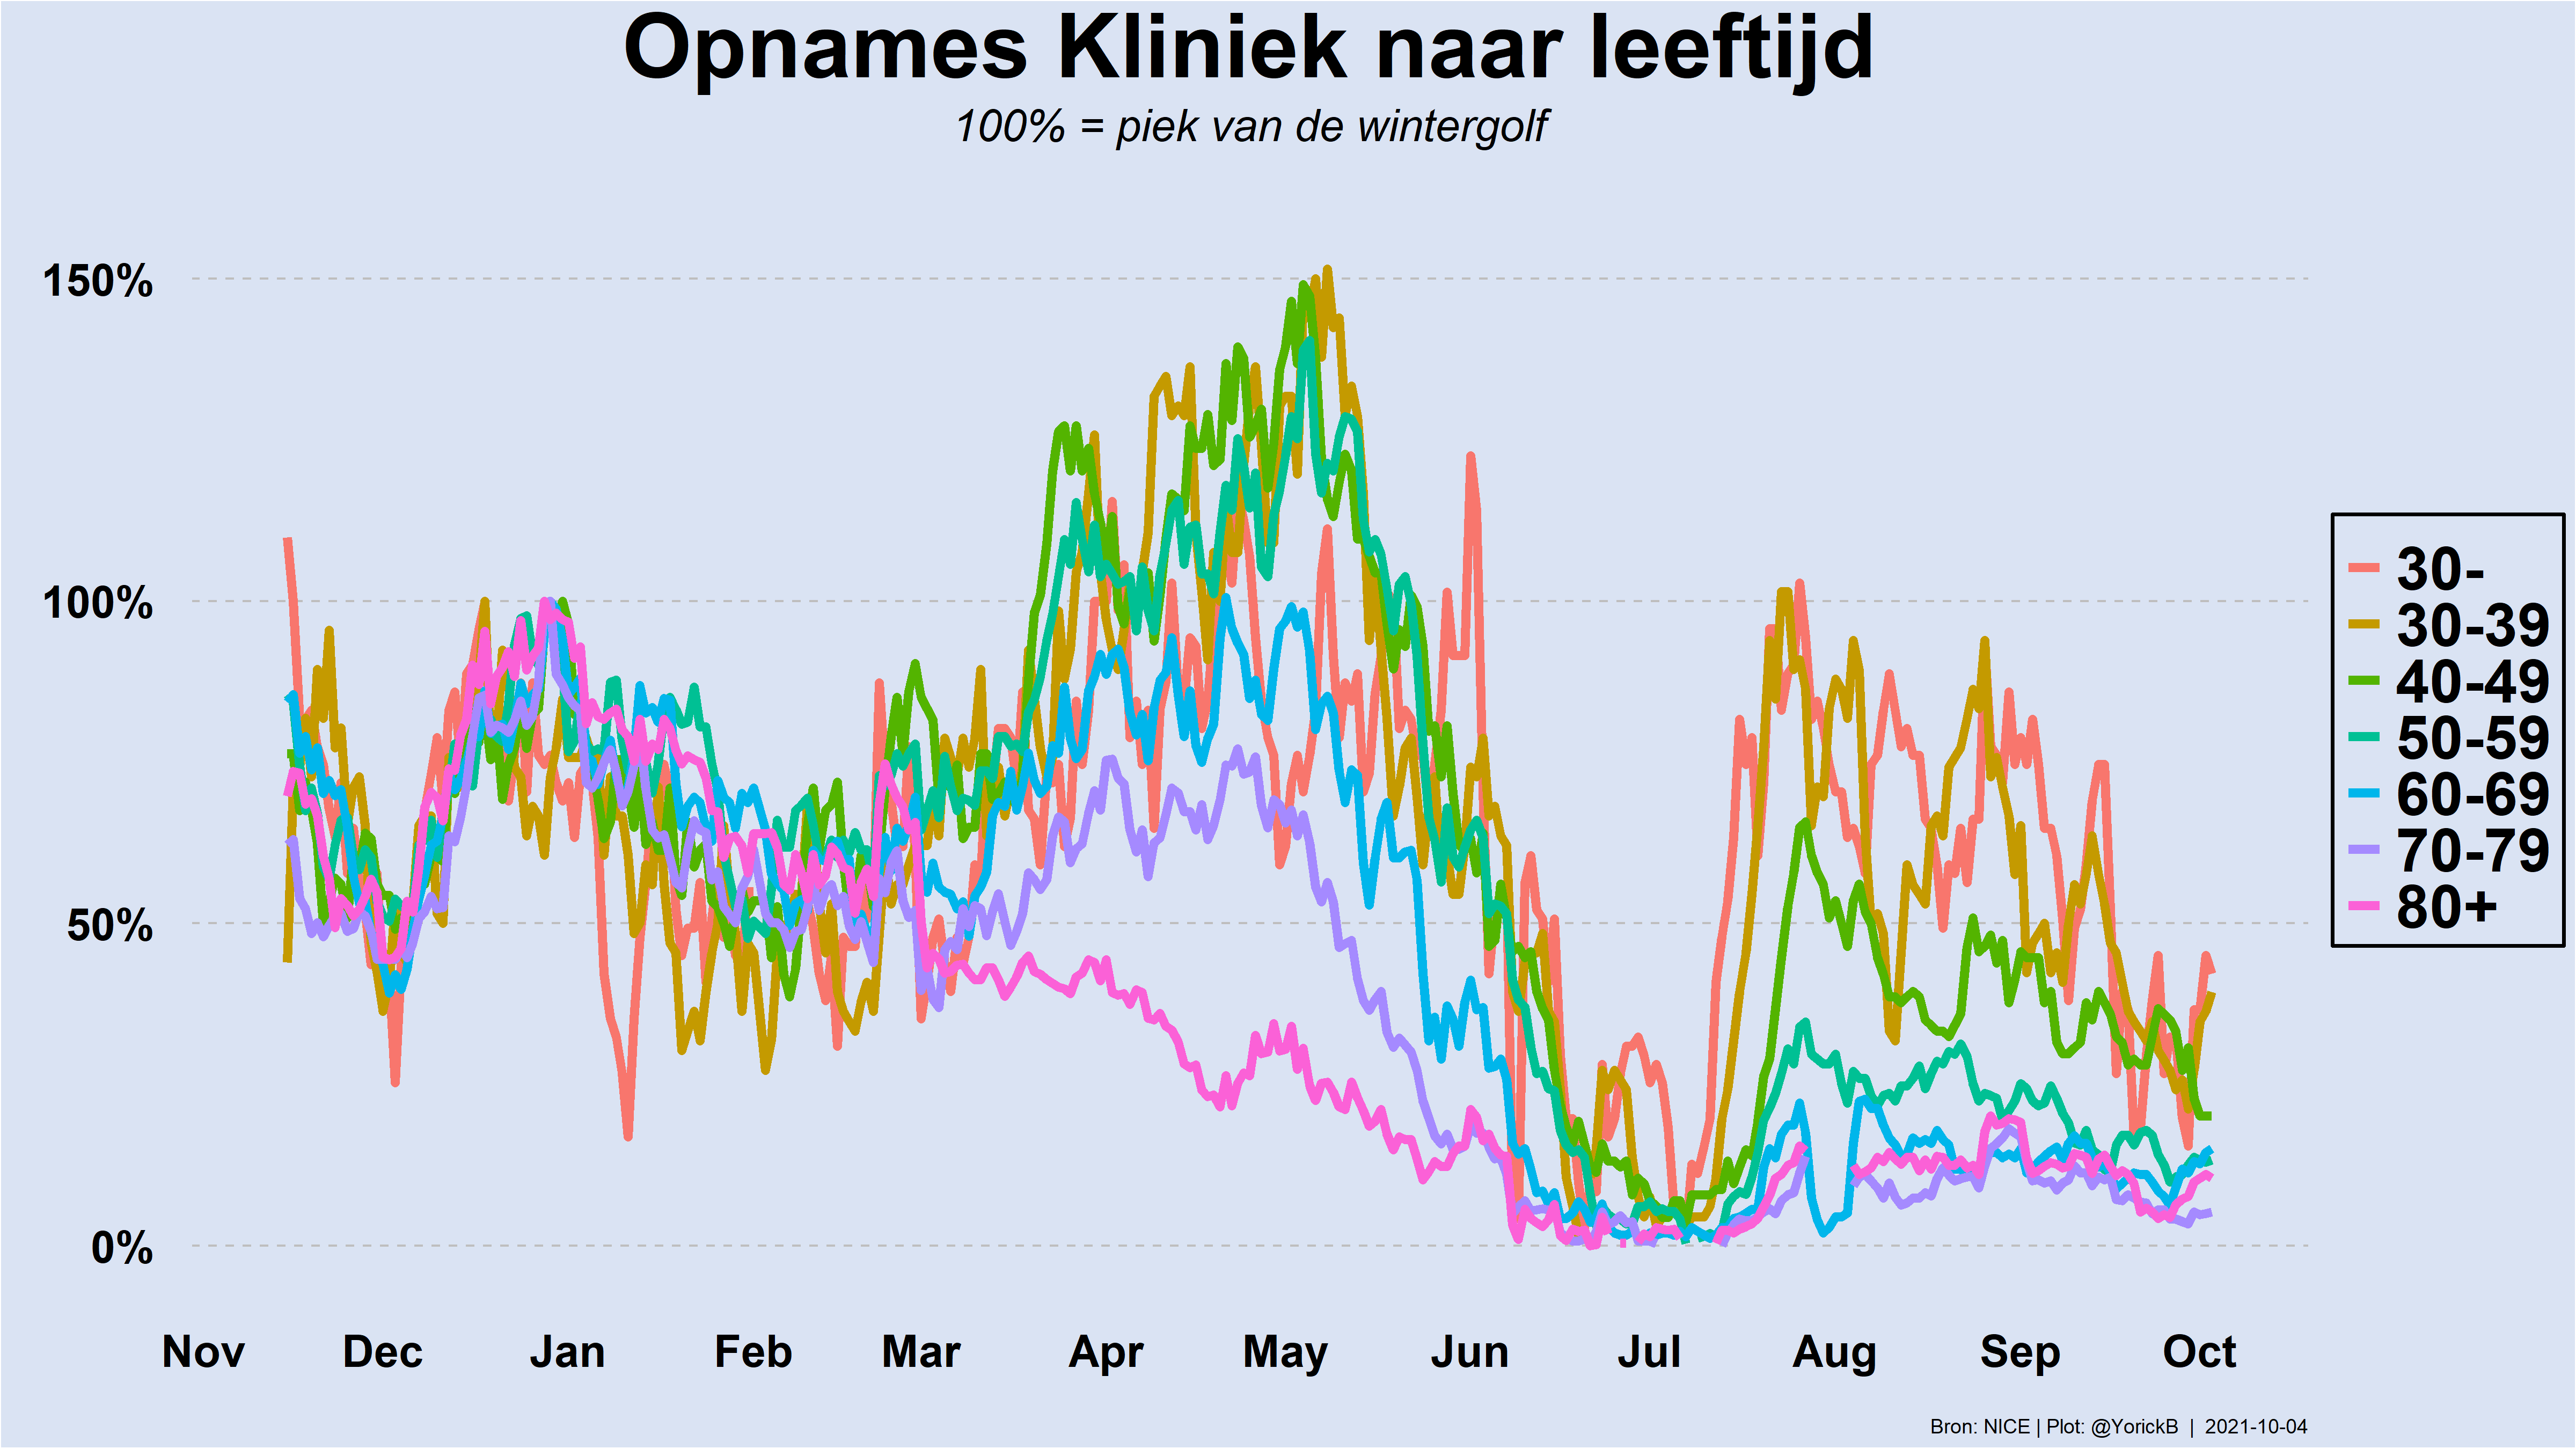 Opnames Kliniek naar leeftijd
100% = piek van de wintergolf
150%
100%
50%
0%
30-
30-39
40-49
50-59
60-69
70-79
80+
Nov Dec Jan Feb Mar Apr May Jun Jul Aug Sep Oct
Bron: NICE | Plot: @YorickB | 2021-10-04